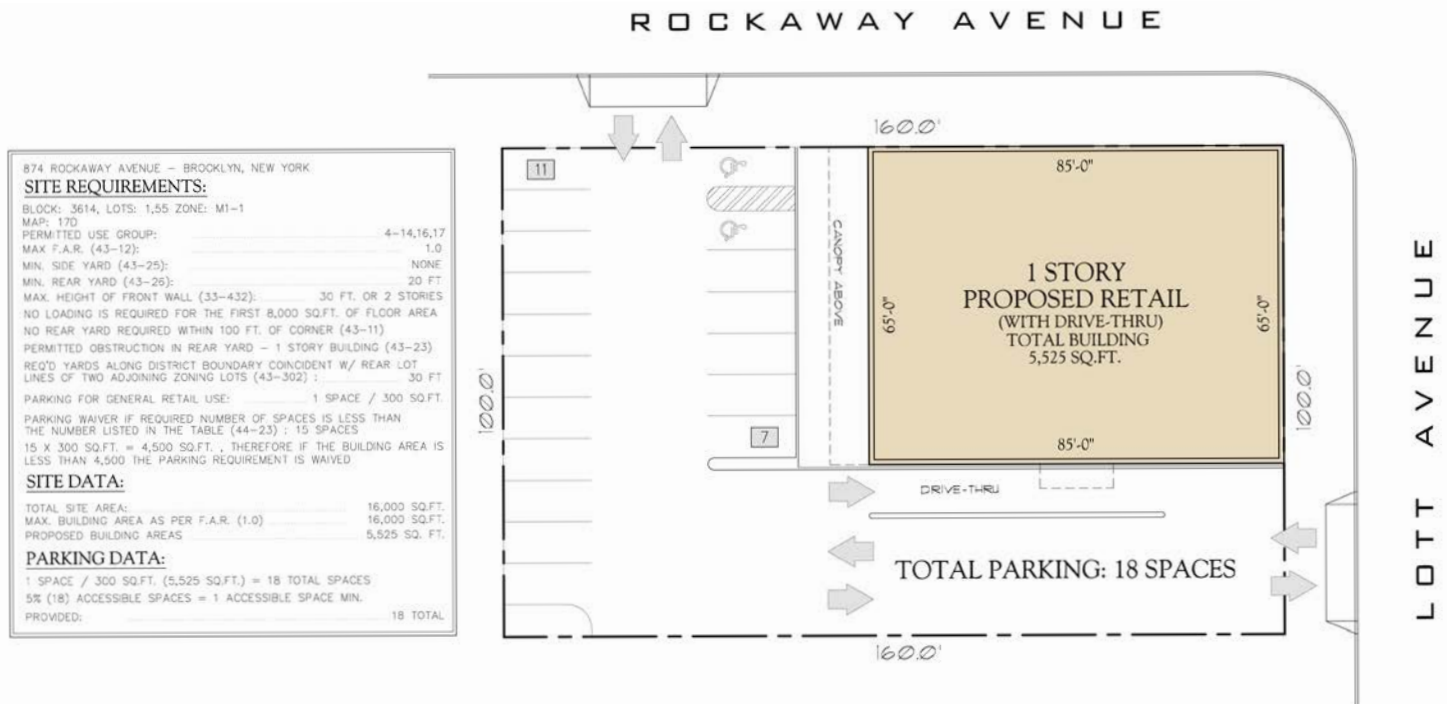 ROCKAWAY AVENUE
874 ROCKAWAY AVENUE – BROOKLYN, NEW YORK
SITE REQUIREMENTS:
BLOCK: 3614, LOTS: 1,55 ZONE: M1–1
MAP: 17D
PERMITTED USE GROUP: 4–14,16,17
MAX F.A.R. (43–12): 1.0
MIN. SIDE YARD (43–25): NONE
MIN. REAR YARD (43–26): 20 FT
MAX. HEIGHT OF FRONT WALL (33–432): 30 FT. OR 2 STORIES
NO LOADING IS REQUIRED FOR THE FIRST 8,000 SQ.FT. OF FLOOR AREA
NO REAR YARD REQUIRED WTHIN 100 FT. OF CORNER (43–11)
PERMITTED OBSTRUCTION IN REAR YARD – 1 STORY BUILDING (43–23)
REQ'D YARDS ALONG DISTRICT BOUNDARY COINCIDENT W/ REAR LOT
LINES OF TWO ADJOINING ZONING LOTS (43–302) : 30 FT
PARKING FOR GENERAL RETAIL USE: 1 SPACE / 300 SQ.FT.
PARKING WAIVER IF REQUIRED NUMBER OF SPACES IS LESS THAN
THE NUMBER LISTED IN THE TABLE (44–23) : 15 SPACES
15 X 300 SQ.FT. = 4,500 SQ.FT. , THEREFORE IF THE BUILDING AREA IS
LESS THAN 4,500 THE PARKING REQUIREMENT IS WAIVED
SITE DATA:
TOTAL SITE AREA: 16,000 SQ.FT.
MAX. BUILDING AREA AS PER F.A.R. (1.0) 16,000 SQ.FT.
PROPOSED BUILDING AREAS 5,525 SQ. FT.
PARKING DATA:
1 SPACE / 300 SQ.FT. (5,525 SQ.FT.) = 18 TOTAL SPACES
5% (18) ACCESSIBLE SPACES = 1 ACCESSIBLE SPACE MIN.
PROVIDED: 18 TOTAL
160.0'
100.0'
11
7
CANOPY ABOVE
85'-0"
65'-0"
1 STORY
PROPOSED RETAIL
(WITH DRIVE-THRU)
TOTAL BUILDING
5,525 SQ.FT.
65'-0"
85'-0"
100.0'
DRIVE-THRU
TOTAL PARKING: 18 SPACES
160.0'
LOTT AVENUE